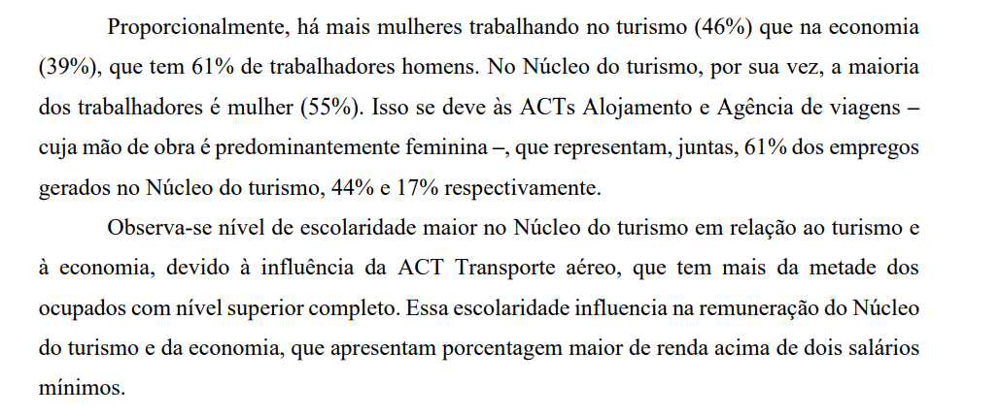 Proporcionalmente, há mais mulheres trabalhando no turismo (46%) que na economia
(39%), que tem 61% de trabalhadores homens. No Núcleo do turismo, por sua vez, a maioria
dos trabalhadores é mulher (55%). Isso se deve às ACTs Alojamento e Agência de viagens –
cuja mão de obra é predominantemente feminina –, que representam, juntas, 61% dos empregos
gerados no Núcleo do turismo, 44% e 17% respectivamente.
Observa-se nível de escolaridade maior no Núcleo do turismo em relação ao turismo e
à economia, devido à influência da ACT Transporte aéreo, que tem mais da metade dos
ocupados com nível superior completo. Essa escolaridade influencia na remuneração do Núcleo
do turismo e da economia, que apresentam porcentagem maior de renda acima de dois salários
mínimos.